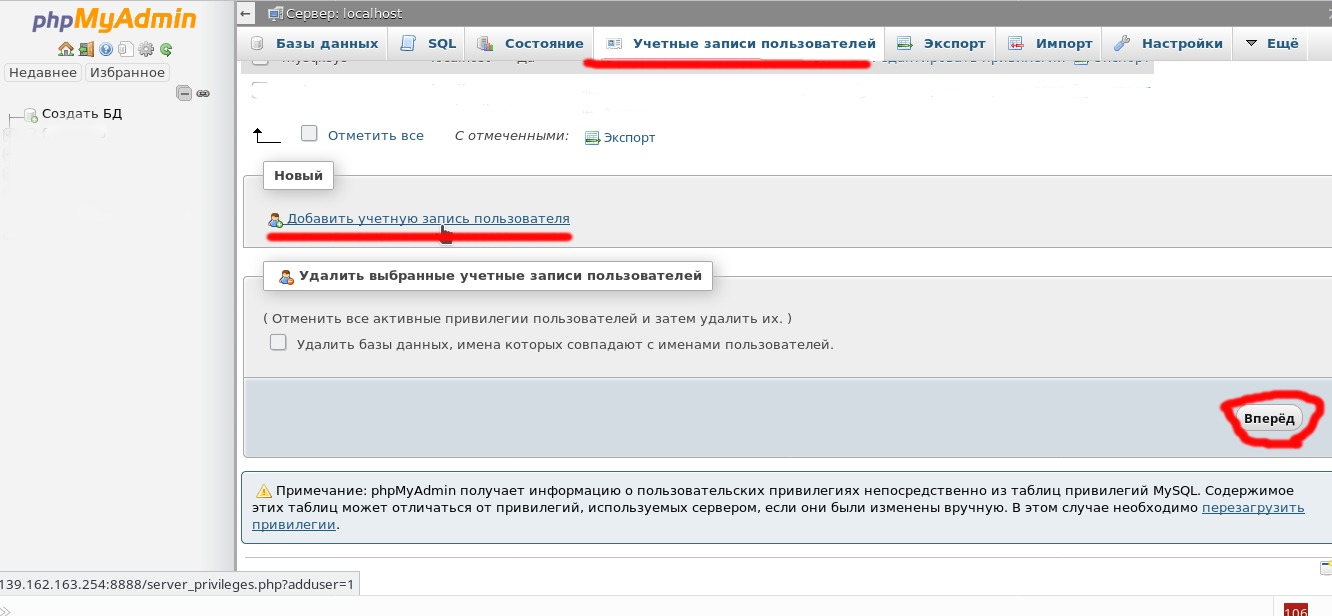 phpMyAdmin
Недавнее Избранное
Создать БД
Сервер: localhost
Базы данных SQL Состояние Учетные записи пользователей Экспорт Импорт Настройки Ещё
Отметить все С отмеченными: Экспорт
Новый
Добавить учетную запись пользователя
Удалить выбранные учетные записи пользователей
( Отменить все активные привилегии пользователей и затем удалить их. )
Удалить базы данных, имена которых совпадают с именами пользователей.
Вперёд
Примечание: phpMyAdmin получает информацию о пользовательских привилегиях непосредственно из таблиц привилегий MySQL. Содержимое
этих таблиц может отличаться от привилегий, используемых сервером, если они были изменены вручную. В этом случае необходимо перезагрузить
привилегии.
139.162.163.254:8888/server_privileges.php?adduser=1
106